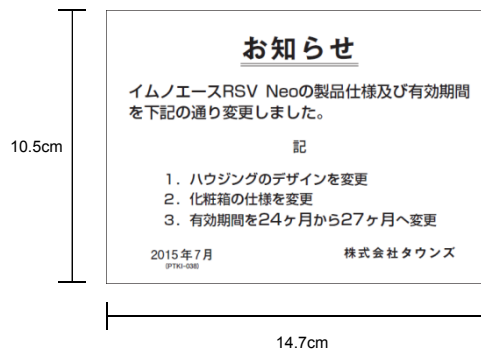 お知らせ
イムノエースRSV Neoの製品仕様及び有効期間
を下記の通り変更しました。
記
1. ハウジングのデザインを変更
2. 化粧箱の仕様を変更
3. 有効期間を24ヶ月から27ヶ月へ変更
2015年7月
株式会社タウンズ
(PTKI-038)
10.5cm
14.7cm